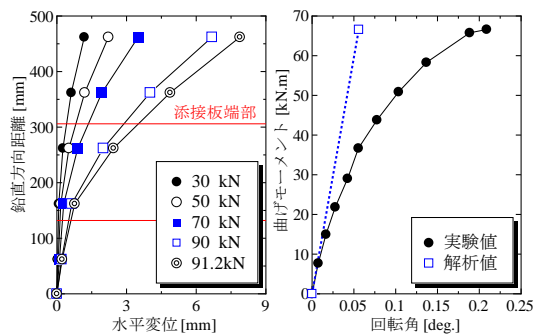 500
400
300
200
100
0
鉛直方向距離 [mm]
添接板端部
30 kN
50 kN
70 kN
90 kN
91.2kN
0 3 6 9
水平変位 [mm]
70
60
50
40
30
20
10
0
曲げモーメント [kN.m]
実験値
解析値
0 0.05 0.1 0.15 0.2 0.25
回転角 [deg.]